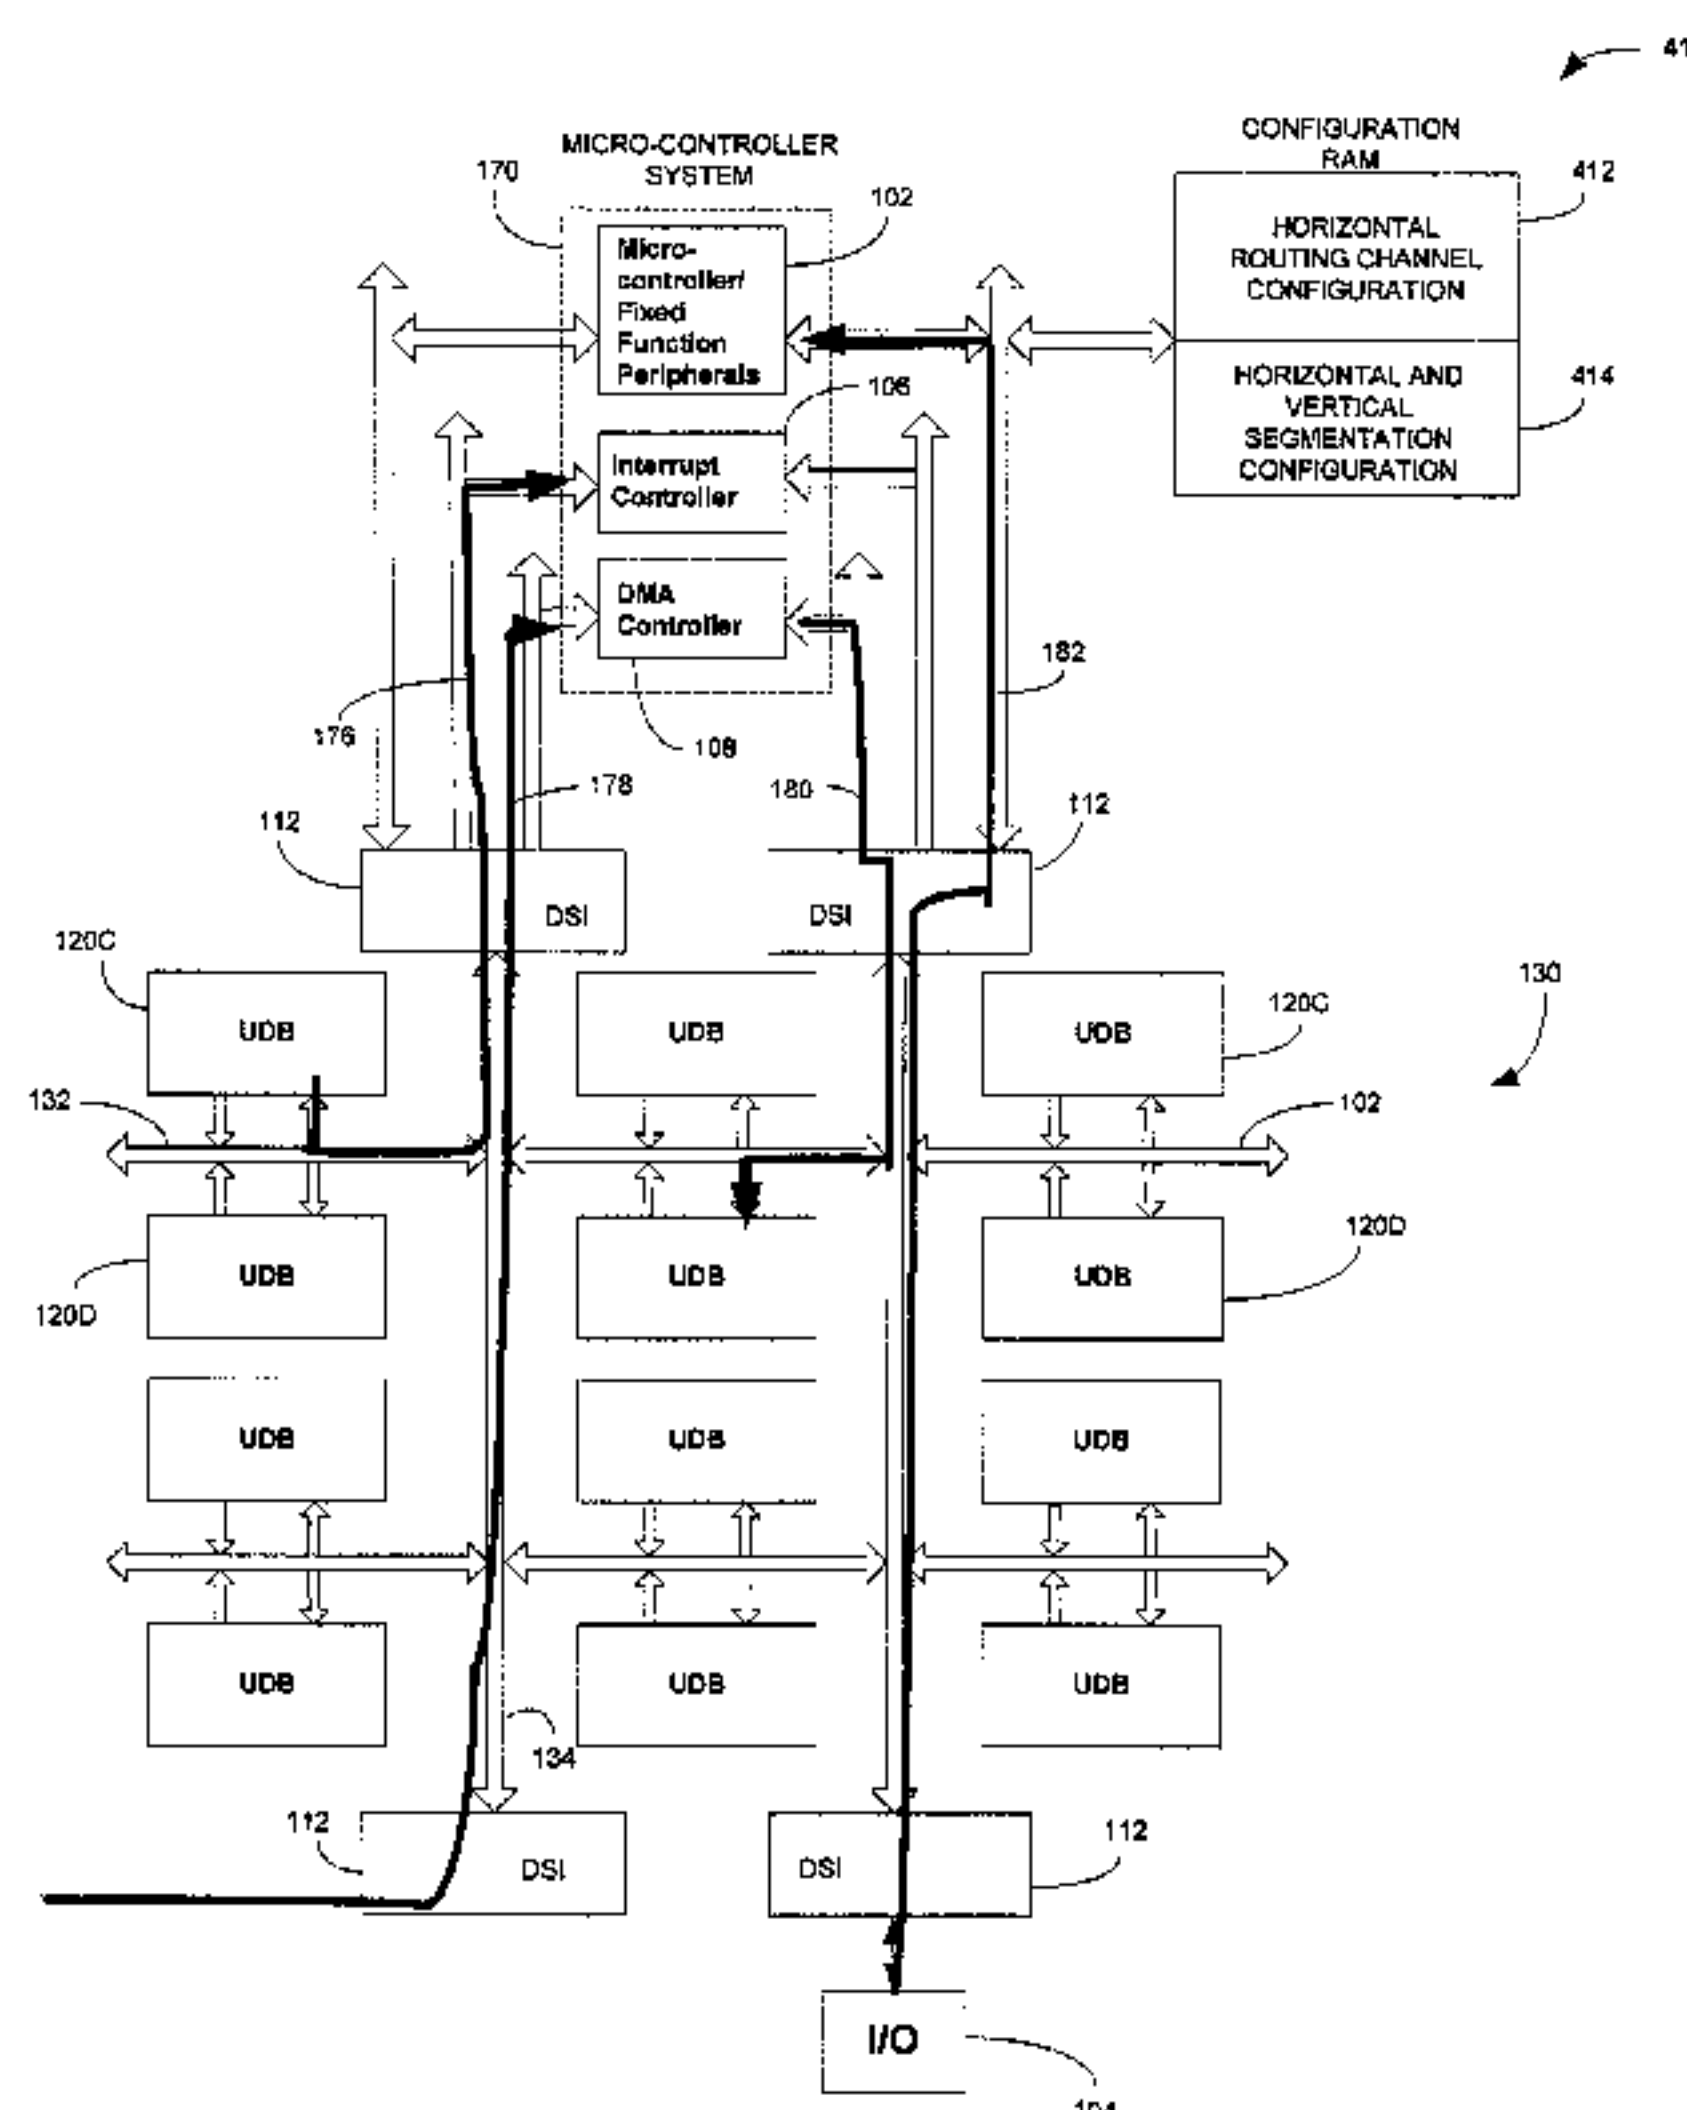 MICRO-CONTROLLER
SYSTEM
170
102
CONFIGURATION
RAM
412
HORIZONTAL
ROUTING CHANNEL
CONFIGURATION
Micro-
controller/
Fixed
Function
Peripherals
HORIZONTAL AND
VERTICAL
SEGMENTATION
CONFIGURATION
414
106
Interrupt
Controller
DMA
Controller
182
176
108
178
180
112
112
DSI
DSI
120C
130
120C
UDB
UDB
UDB
132
102
120D
UDB
UDB
UDB
120D
UDB
UDB
UDB
UDB
UDB
UDB
134
112
112
DSI
DSI
I/O